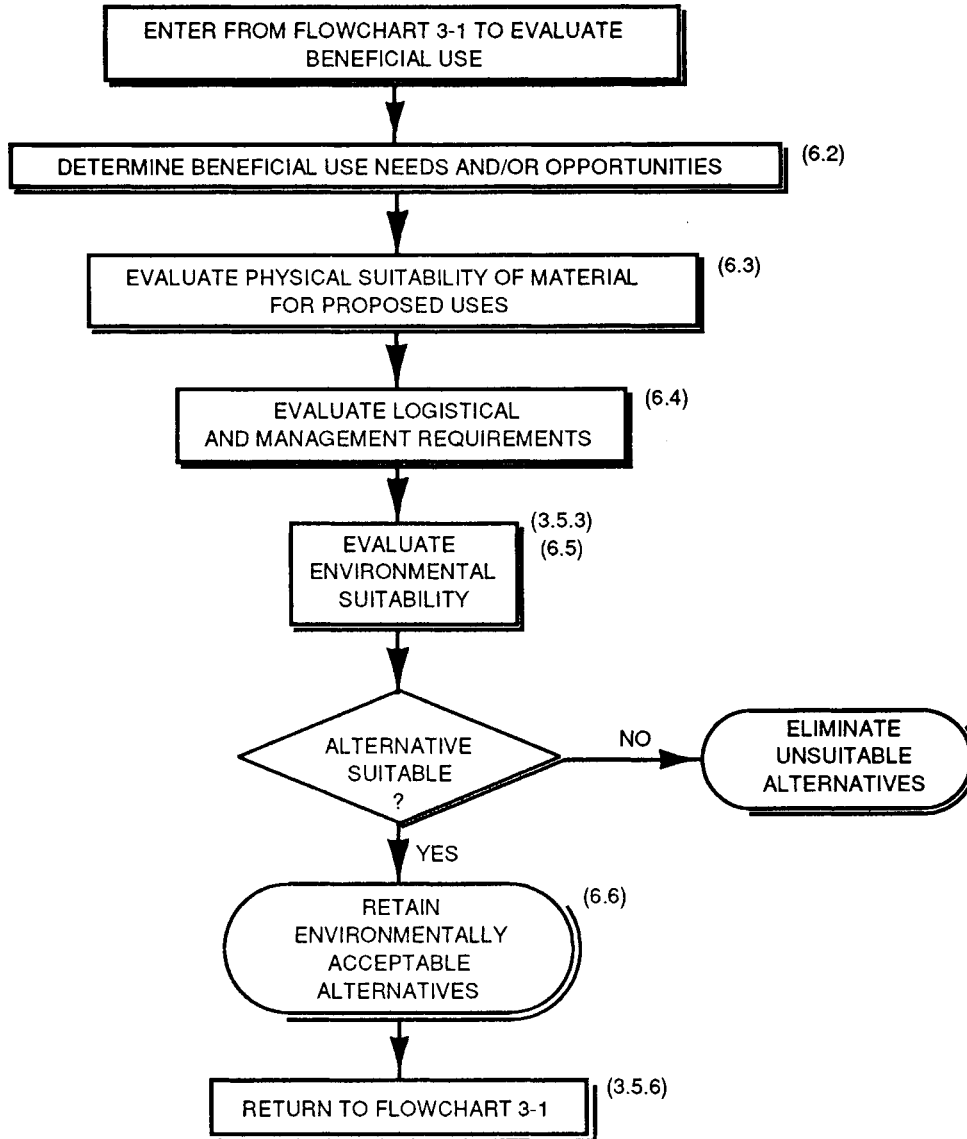 ENTER FROM FLOWCHART 3-1 TO EVALUATE
BENEFICIAL USE
DETERMINE BENEFICIAL USE NEEDS AND/OR OPPORTUNITIES
(6.2)
EVALUATE PHYSICAL SUITABILITY OF MATERIAL
FOR PROPOSED USES
(6.3)
EVALUATE LOGISTICAL
AND MANAGEMENT REQUIREMENTS
(6.4)
EVALUATE
ENVIRONMENTAL
SUITABILITY
(3.5.3)
(6.5)
ALTERNATIVE
SUITABLE
?
NO
ELIMINATE
UNSUITABLE
ALTERNATIVES
YES
RETAIN
ENVIRONMENTALLY
ACCEPTABLE
ALTERNATIVES
(6.6)
RETURN TO FLOWCHART 3-1
(3.5.6)